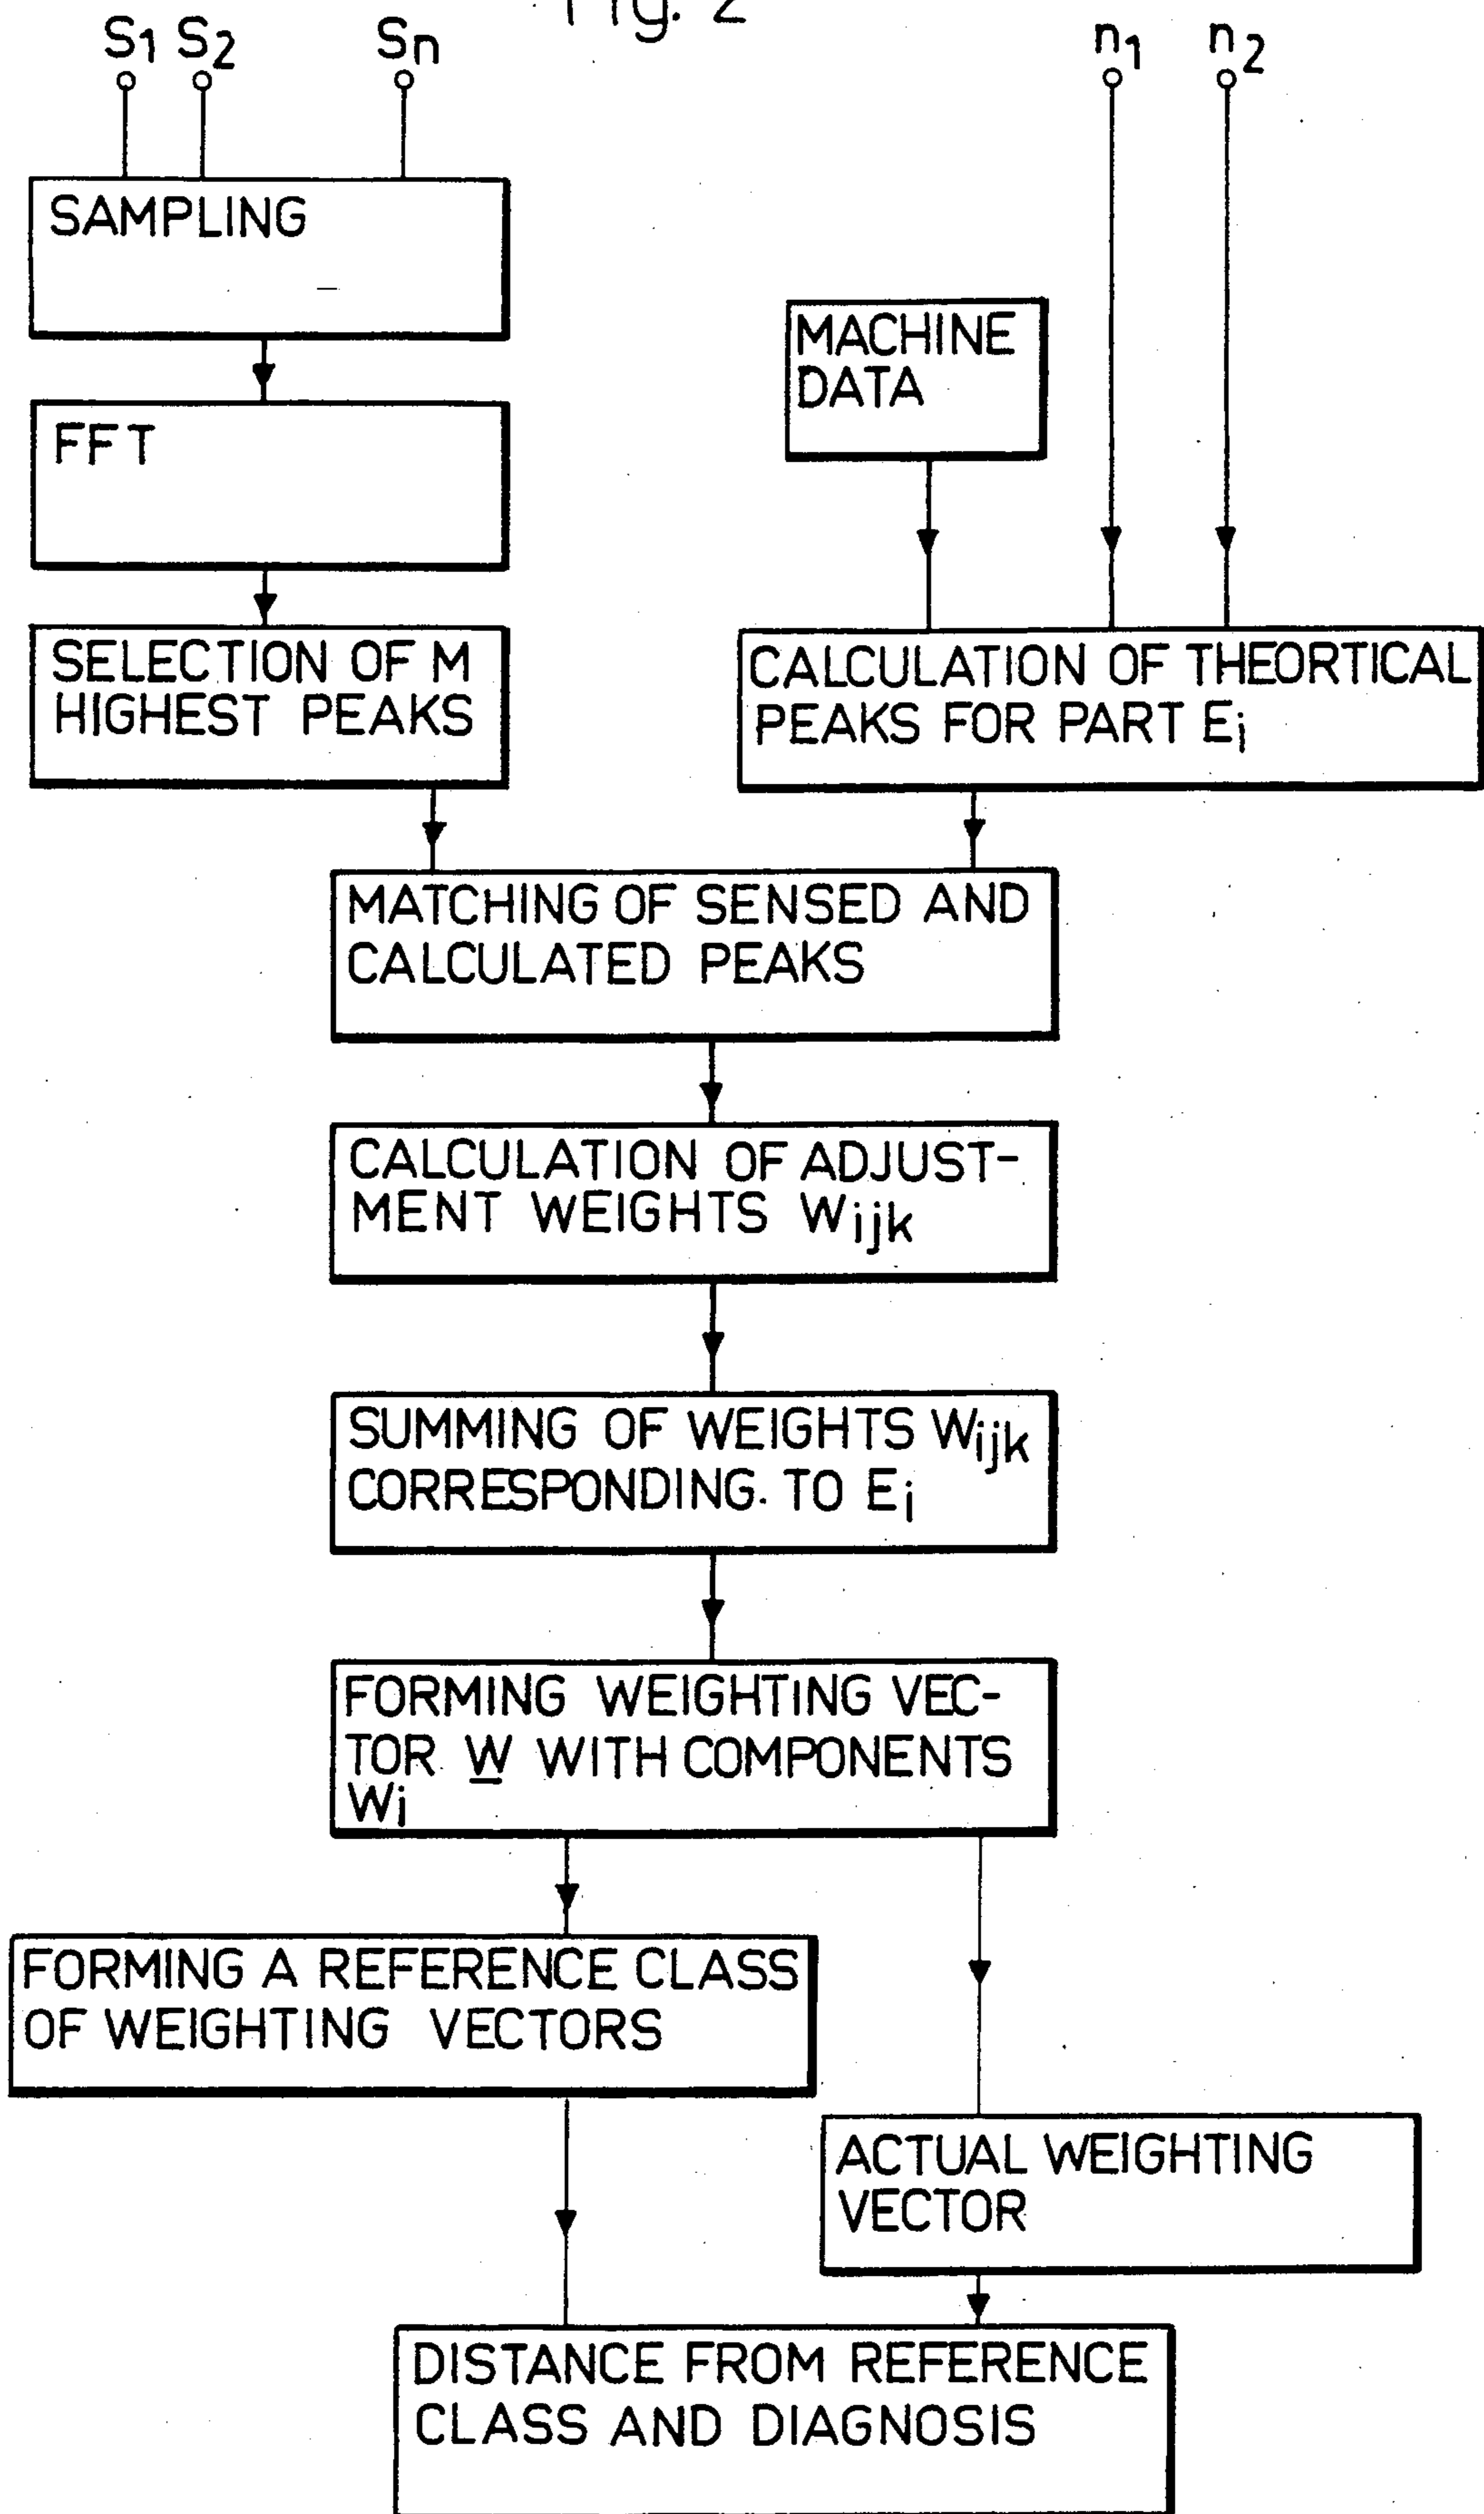 Fig. 2
S1 S2 Sn
n1 n2
SAMPLING
FFT
MACHINE
DATA
SELECTION OF M
HIGHEST PEAKS
CALCULATION OF THEORTICAL
PEAKS FOR PART Ei
MATCHING OF SENSED AND
CALCULATED PEAKS
CALCULATION OF ADJUST-
MENT WEIGHTS Wijk
SUMMING OF WEIGHTS Wijk
CORRESPONDING. TO Ei
FORMING WEIGHTING VEC-
TOR W WITH COMPONENTS
Wi
FORMING A REFERENCE CLASS
OF WEIGHTING VECTORS
ACTUAL WEIGHTING
VECTOR
DISTANCE FROM REFERENCE
CLASS AND DIAGNOSIS